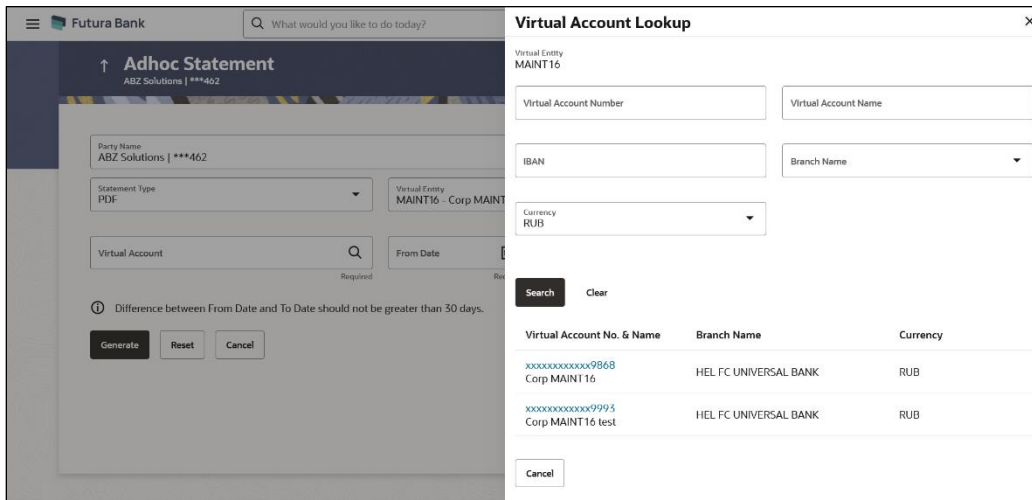 Futura Bank
What would you like to do today?
Adhoc Statement
ABZ Solutions | ***462
Party Name
ABZ Solutions | ***462
Statement Type
PDF
Virtual Entity
MAINT16 - Corp MAINT
Virtual Account
From Date
Required
Difference between From Date and To Date should not be greater than 30 days.
Generate Reset Cancel
Virtual Account Lookup
Virtual Entity
MAINT16
Virtual Account Number
Virtual Account Name
IBAN
Branch Name
Currency
RUB
Search Clear
Virtual Account No. & Name Branch Name Currency
xxxxxxxxxxxx9868
Corp MAINT16
HEL FC UNIVERSAL BANK RUB
xxxxxxxxxxxx9993
Corp MAINT16 test
HEL FC UNIVERSAL BANK RUB
Cancel